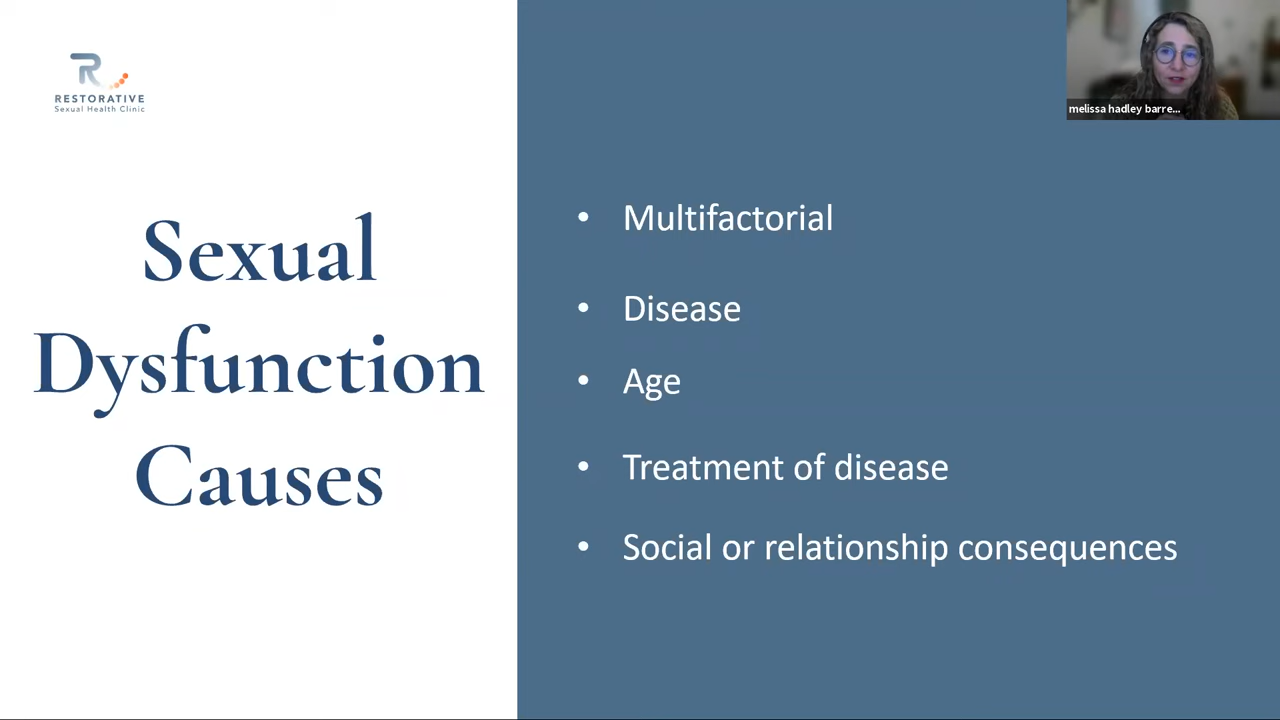 RESTORATIVE
Sexual Health Clinic
Sexual
Dysfunction
Causes
• Multifactorial
• Disease
• Age
• Treatment of disease
• Social or relationship consequences
melissa hadley barre...